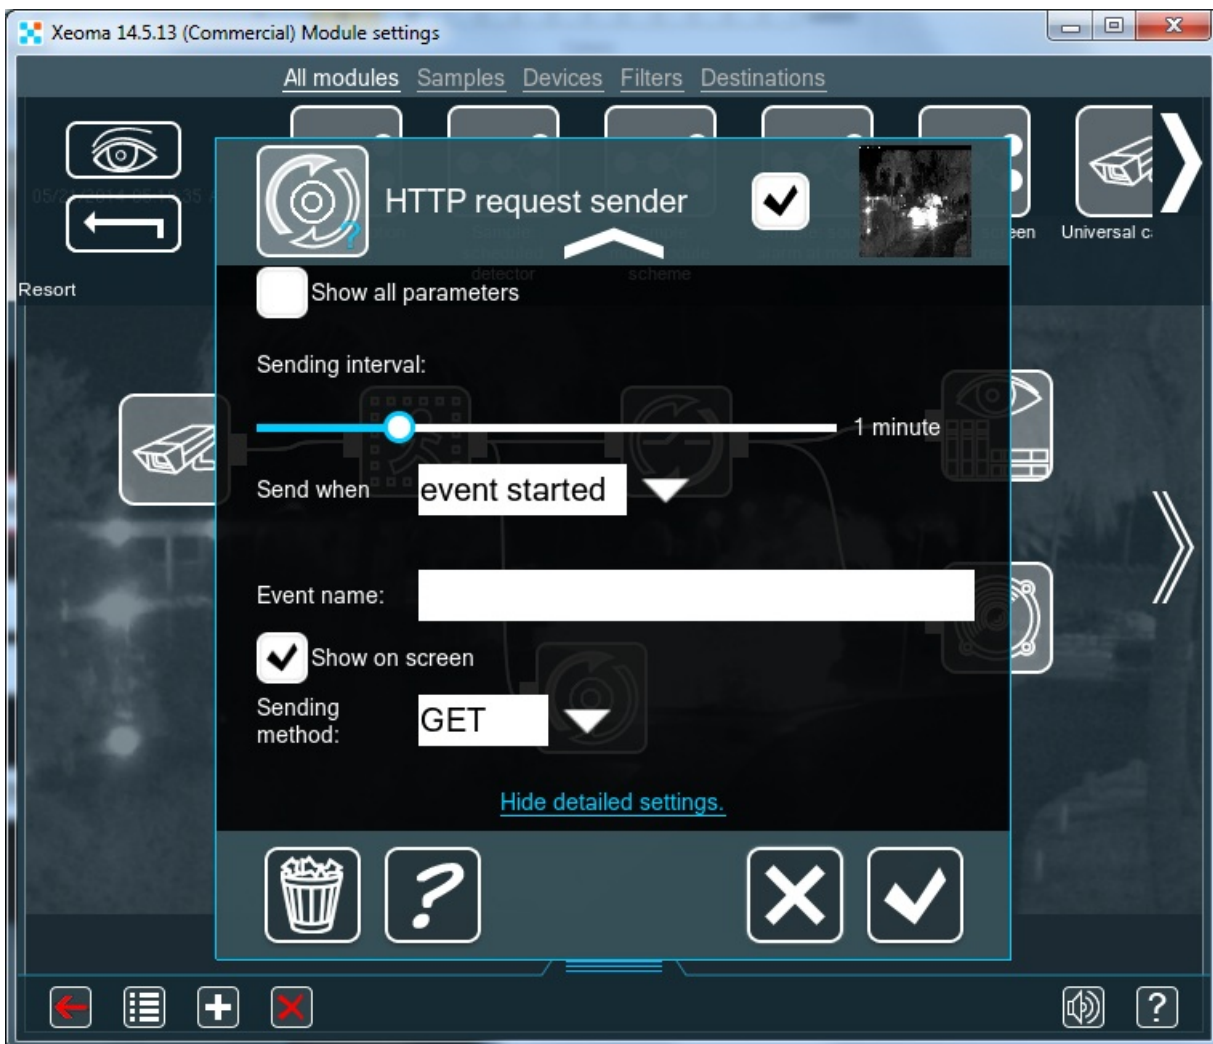 Xeoma 14.5.13 (Commercial) Module settings
All modules Samples Devices Filters Destinations
HTTP request sender
Universal c
Resort
detector
scheme
Show all parameters
Sending interval:
1 minute
Send when event started
Event name:
Show on screen
Sending
method: GET
Hide detailed settings.